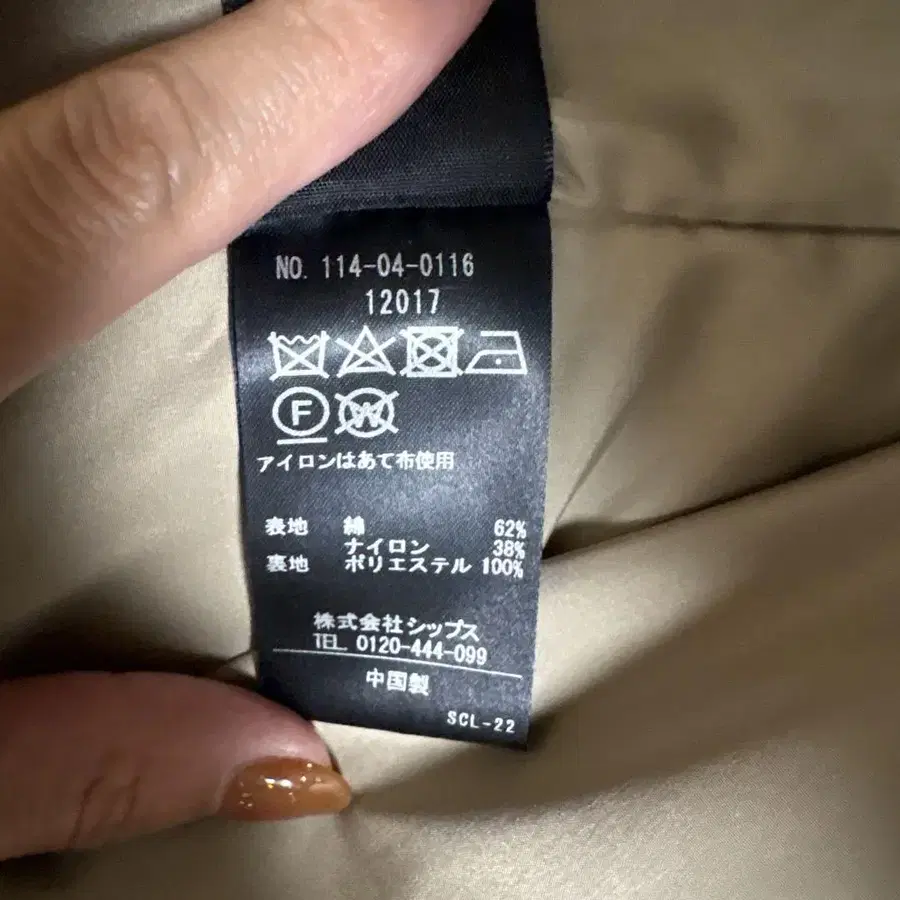 NO. 114-04-0116
12017
F W
アイロンはあて布使用
表地 綿 62%
ナイロン 38%
裏地 ポリエステル 100%
株式会社シップス
TEL. 0120-444-099
中国製
SCL-22